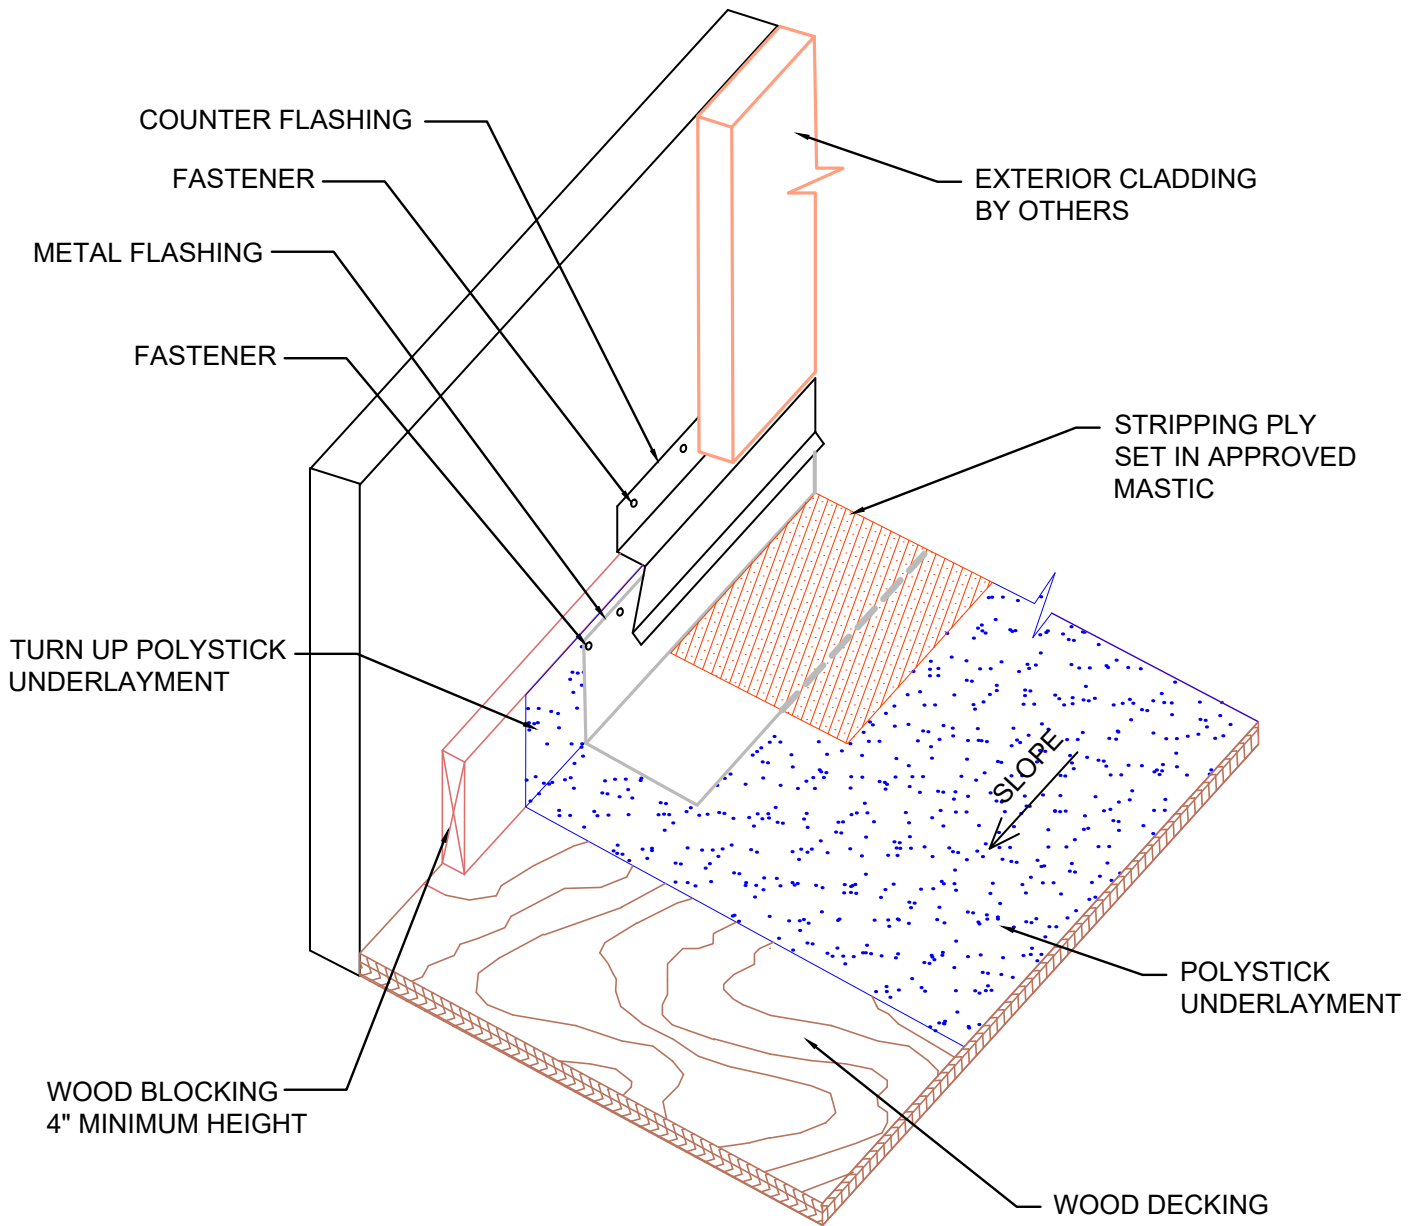 COUNTER FLASHING
FASTENER
METAL FLASHING
FASTENER
EXTERIOR CLADDING
BY OTHERS
STRIPPING PLY
SET IN APPROVED
MASTIC
TURN UP POLYSTICK
UNDERLAYMENT
SLOPE
POLYSTICK
UNDERLAYMENT
WOOD BLOCKING
4" MINIMUM HEIGHT
WOOD DECKING